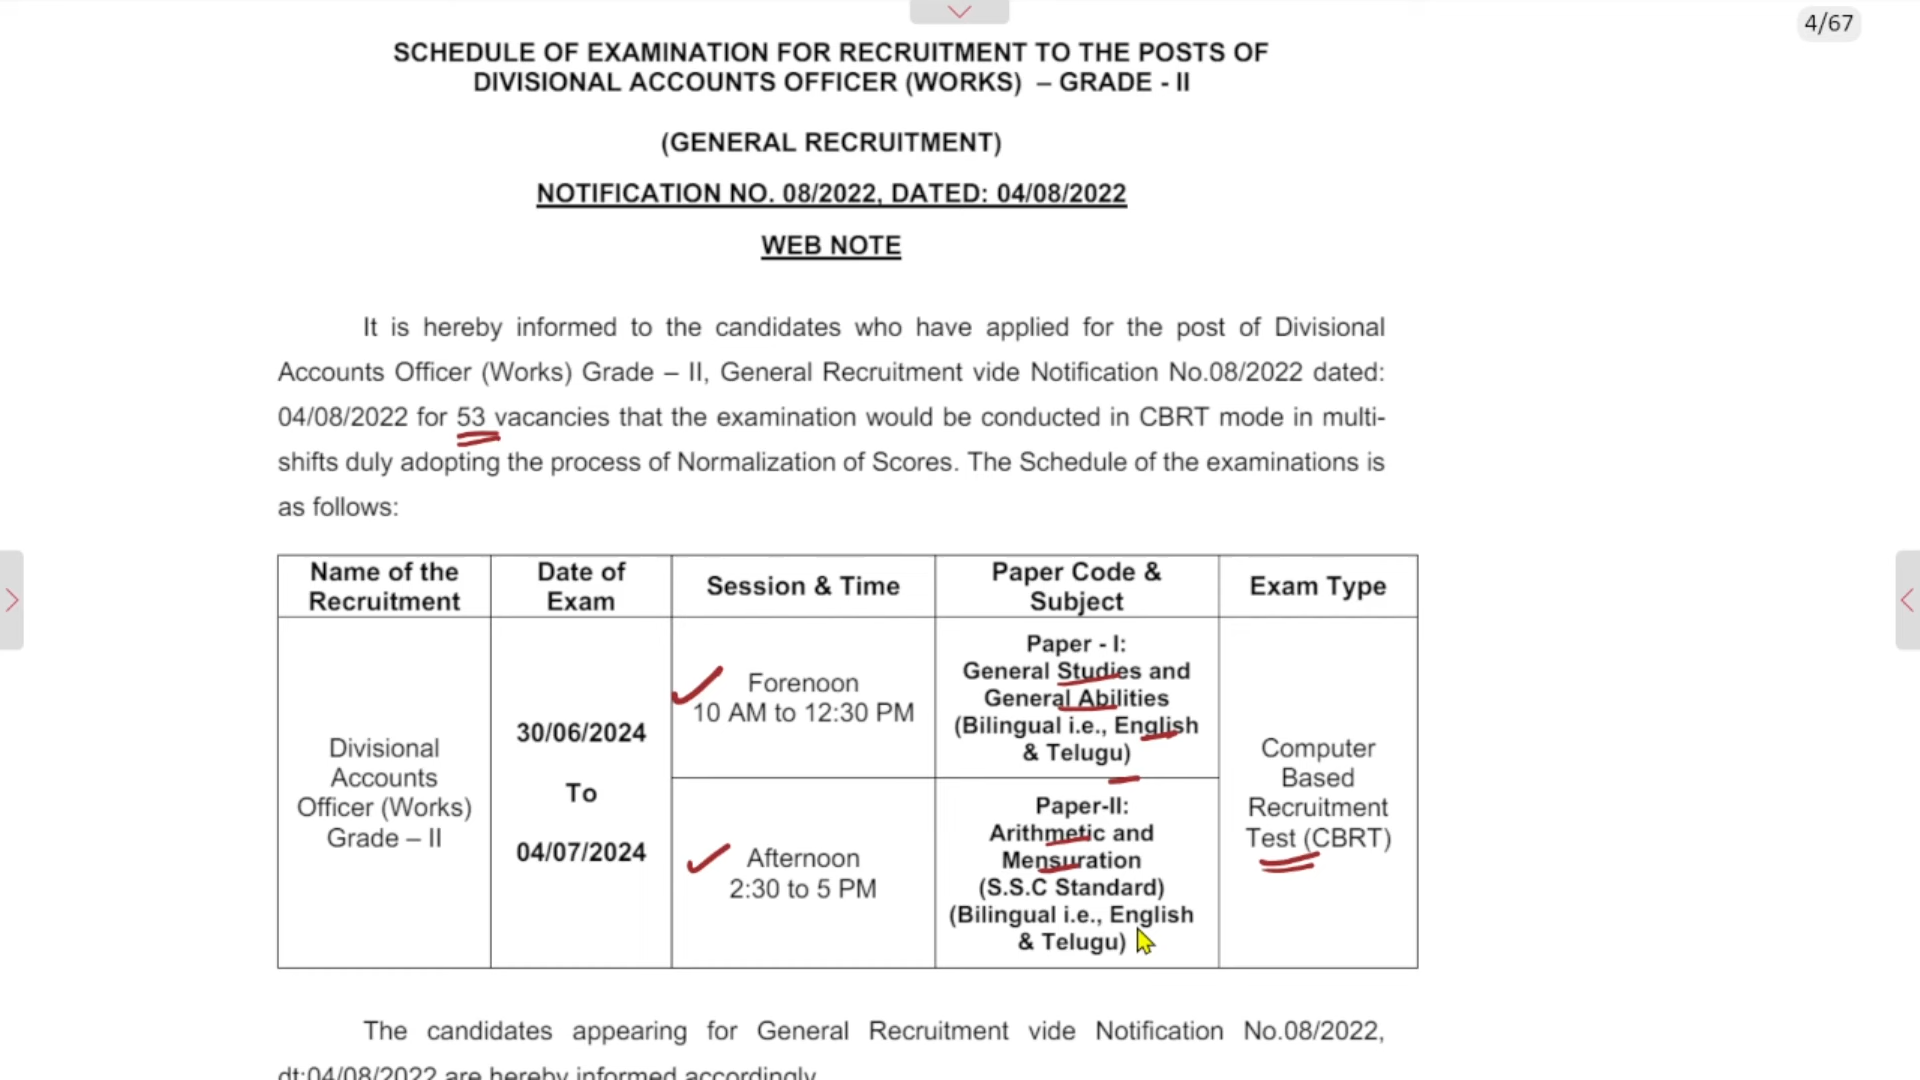 4/67
SCHEDULE OF EXAMINATION FOR RECRUITMENT TO THE POSTS OF
DIVISIONAL ACCOUNTS OFFICER (WORKS) – GRADE - II
(GENERAL RECRUITMENT)
NOTIFICATION NO. 08/2022, DATED: 04/08/2022
WEB NOTE
It is hereby informed to the candidates who have applied for the post of Divisional
Accounts Officer (Works) Grade – II, General Recruitment vide Notification No.08/2022 dated:
04/08/2022 for 53 vacancies that the examination would be conducted in CBRT mode in multi-
shifts duly adopting the process of Normalization of Scores. The Schedule of the examinations is
as follows:
Name of the
Recruitment
Date of
Exam
Session & Time
Paper Code &
Subject
Exam Type
Divisional
Accounts
Officer (Works)
Grade – II
30/06/2024
To
04/07/2024
Forenoon
10 AM to 12:30 PM
Paper - I:
General Studies and
General Abilities
(Bilingual i.e., English
& Telugu)
Afternoon
2:30 to 5 PM
Paper-II:
Arithmetic and
Mensuration
(S.S.C Standard)
(Bilingual i.e., English
& Telugu)
Computer
Based
Recruitment
Test (CBRT)
The candidates appearing for General Recruitment vide Notification No.08/2022,
dt:04/08/2022 are hereby informed accordingly